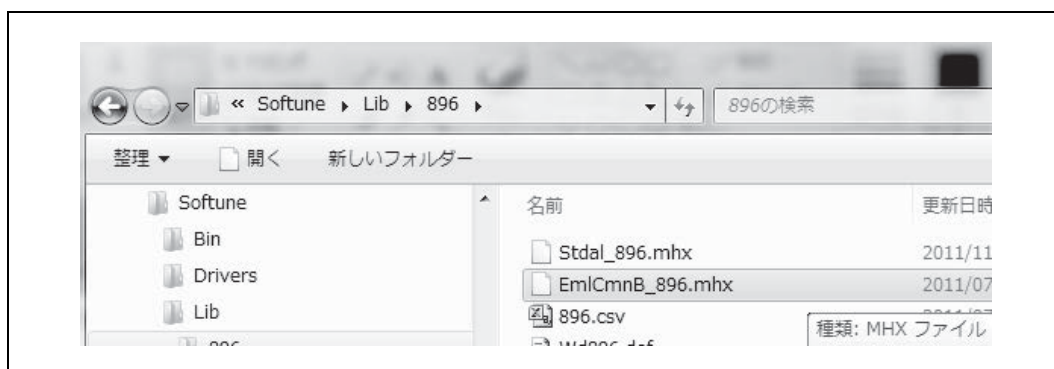 « Softune ▸ Lib ▸ 896 ▸
896の検索
整理 ▼ 開く 新しいフォルダー
Softune
Bin
Drivers
Lib
896
名前 更新日時
Stdal_896.mhx 2011/11
EmlCmnB_896.mhx 2011/07
896.csv
種類: MHX ファイル